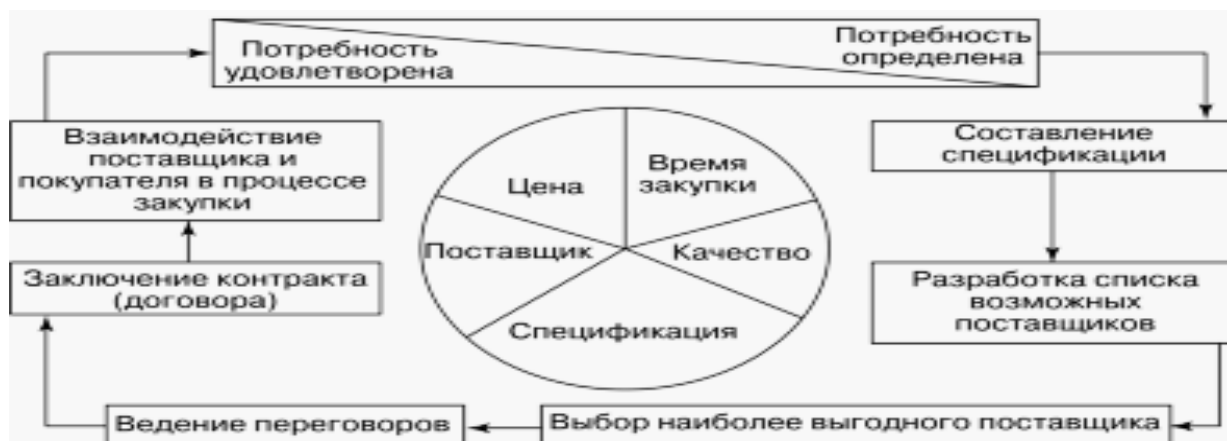 Потребность
удовлетворена
Потребность
определена
Взаимодействие
поставщика и
покупателя в процессе
закупки
Цена
Время
закупки
Составление
спецификации
Поставщик
Качество
Заключение контракта
(договора)
Разработка списка
возможных
поставщиков
Спецификация
Ведение переговоров
Выбор наиболее выгодного поставщика